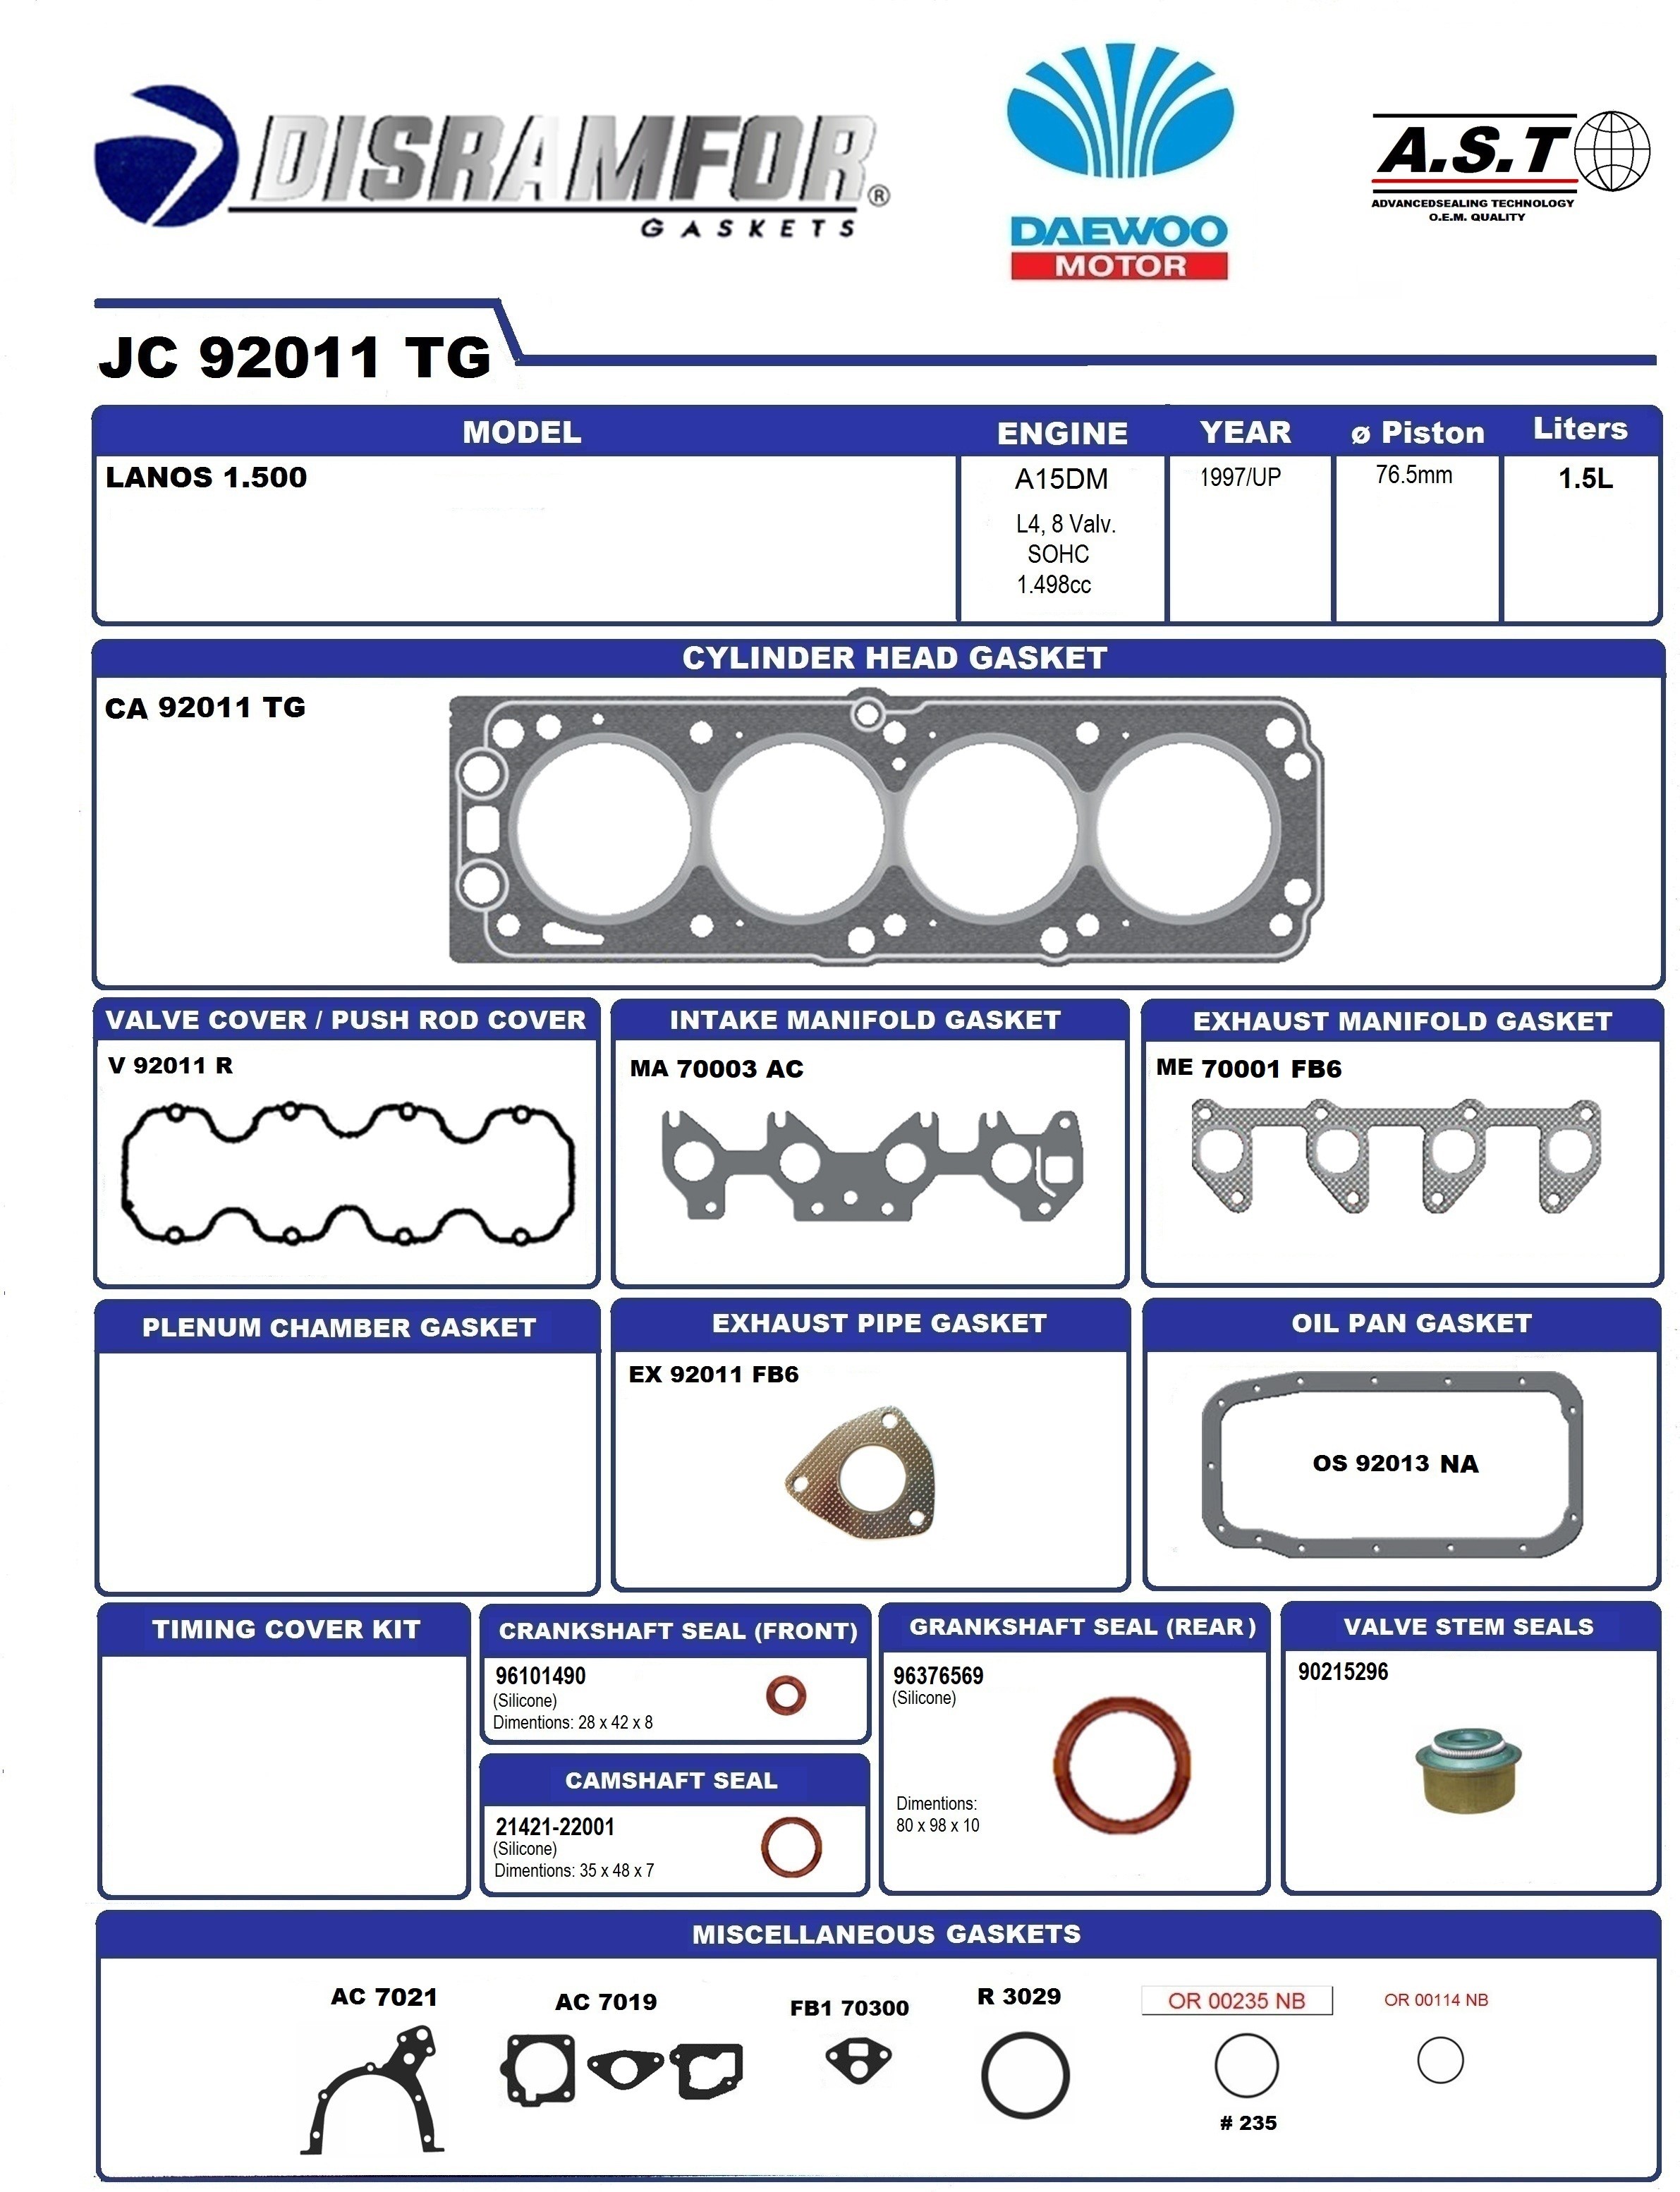 DISRAMFOR®
GASKETS
DAEWOO
MOTOR
A.S.T
ADVANCEDSEALING TECHNOLOGY
O.E.M. QUALITY
JC 92011 TG
MODEL ENGINE YEAR ø Piston Liters
LANOS 1.500 A15DM 1997/UP 76.5mm 1.5L
L4, 8 Valv.
SOHC
1.498cc
CYLINDER HEAD GASKET
CA 92011 TG
VALVE COVER / PUSH ROD COVER
V 92011 R
INTAKE MANIFOLD GASKET
MA 70003 AC
EXHAUST MANIFOLD GASKET
ME 70001 FB6
PLENUM CHAMBER GASKET
EXHAUST PIPE GASKET
EX 92011 FB6
OIL PAN GASKET
OS 92013 NA
TIMING COVER KIT
CRANKSHAFT SEAL (FRONT)
96101490
(Silicone)
Dimentions: 28 x 42 x 8
CAMSHAFT SEAL
21421-22001
(Silicone)
Dimentions: 35 x 48 x 7
GRANKSHAFT SEAL (REAR)
96376569
(Silicone)
Dimentions:
80 x 98 x 10
VALVE STEM SEALS
90215296
MISCELLANEOUS GASKETS
AC 7021
AC 7019
FB1 70300
R 3029
OR 00235 NB
# 235
OR 00114 NB